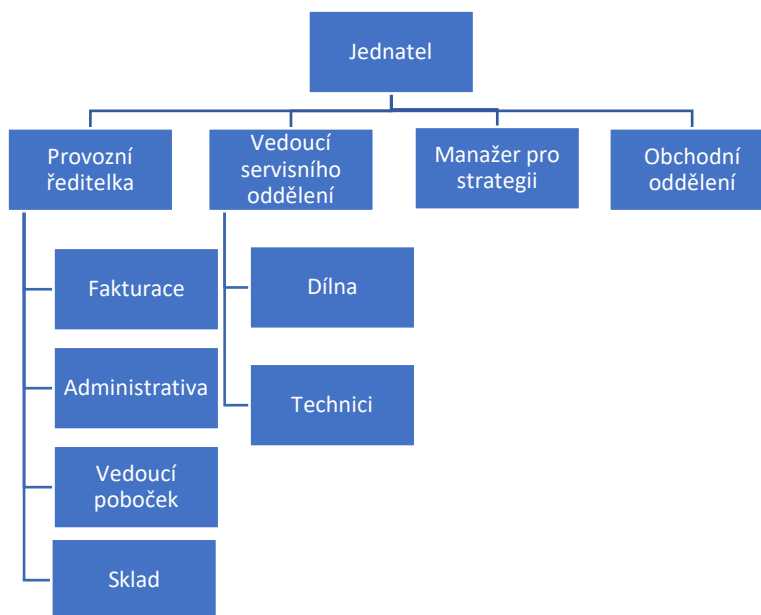 Jednatel
Provozní
ředitelka
Vedoucí
servisního
oddělení
Manažer pro
strategii
Obchodní
oddělení
Fakturace
Administrativa
Vedoucí
poboček
Sklad
Dílna
Technici